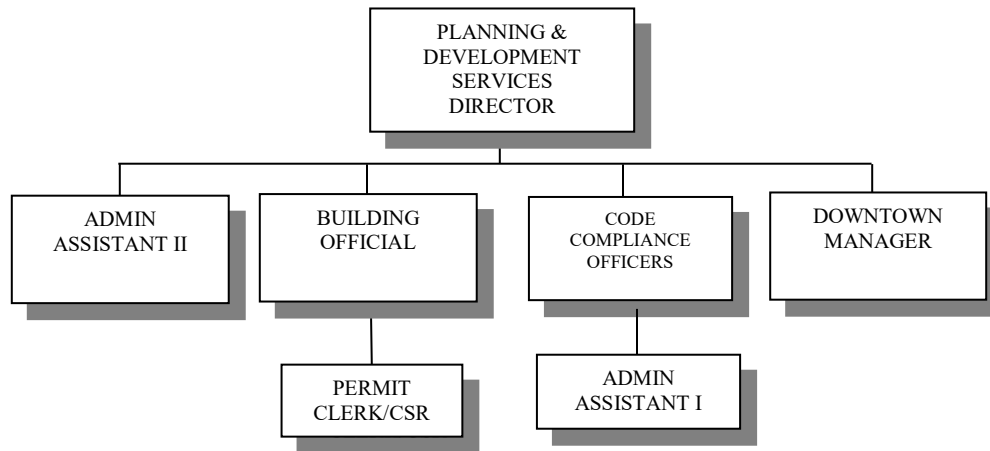 PLANNING &
DEVELOPMENT
SERVICES
DIRECTOR
ADMIN
ASSISTANT II
BUILDING
OFFICIAL
CODE
COMPLIANCE
OFFICERS
DOWNTOWN
MANAGER
PERMIT
CLERK/CSR
ADMIN
ASSISTANT I